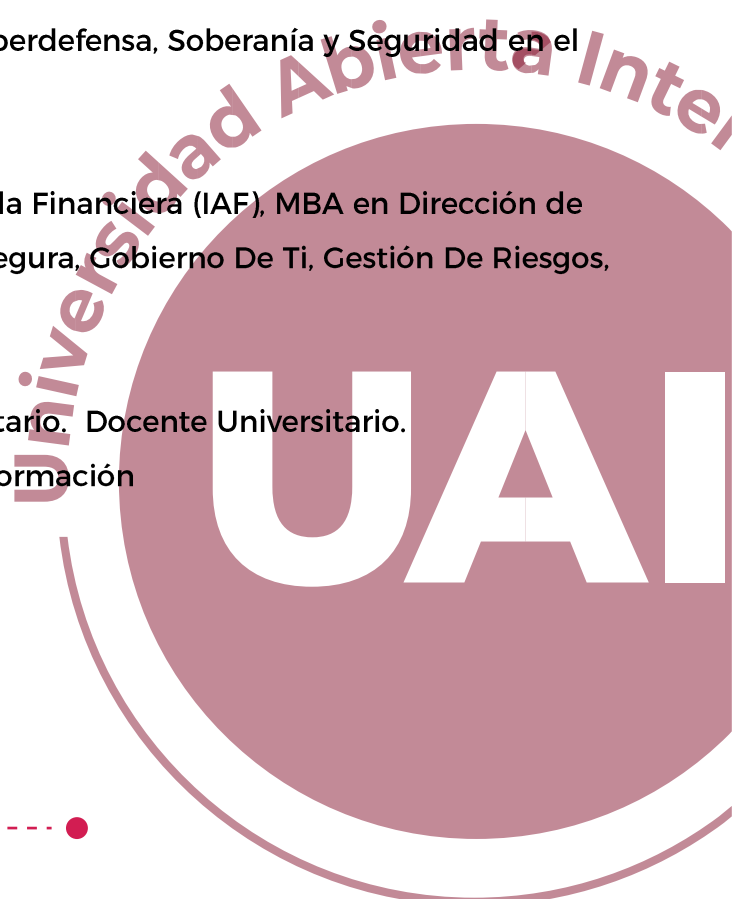 Universidad Abierta Inter
berdefensa, Soberanía y Seguridad en el
la Financiera (IAF), MBA en Dirección de
egura, Gobierno De Ti, Gestión De Riesgos,
tario.  Docente Universitario.
ormación
UAI